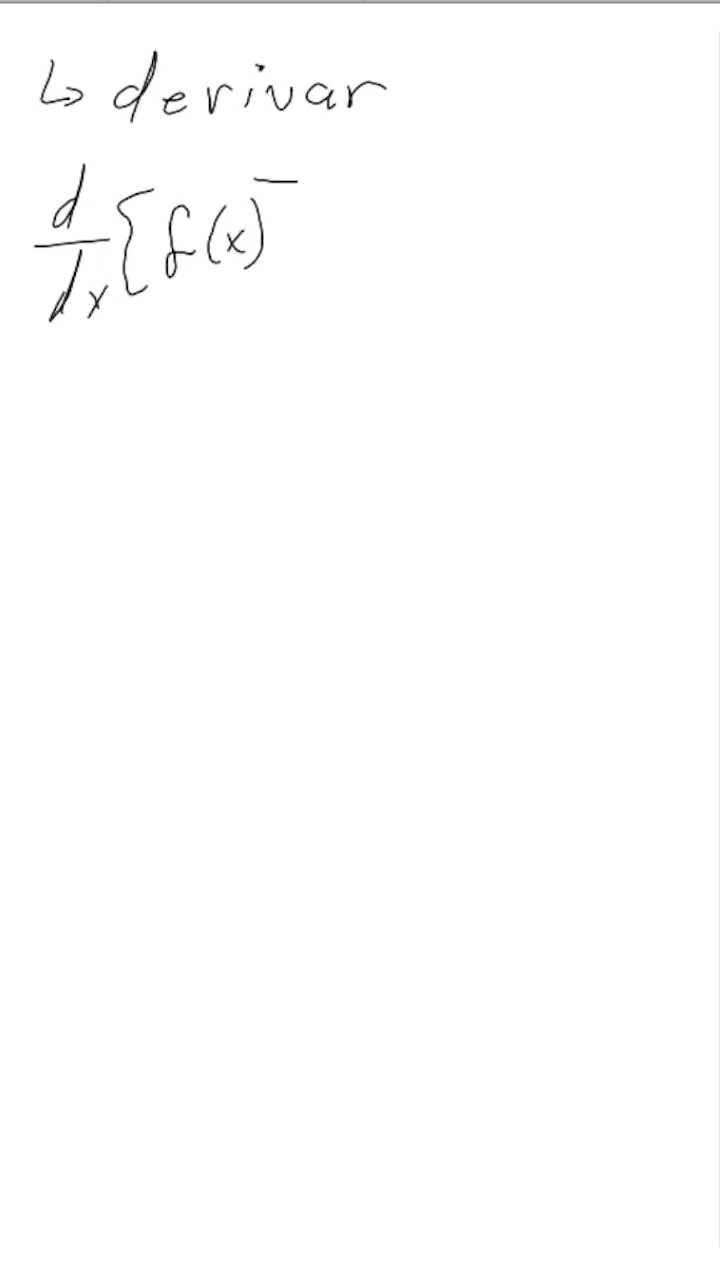 ↳ derivar
d/dx { f(x)⁻